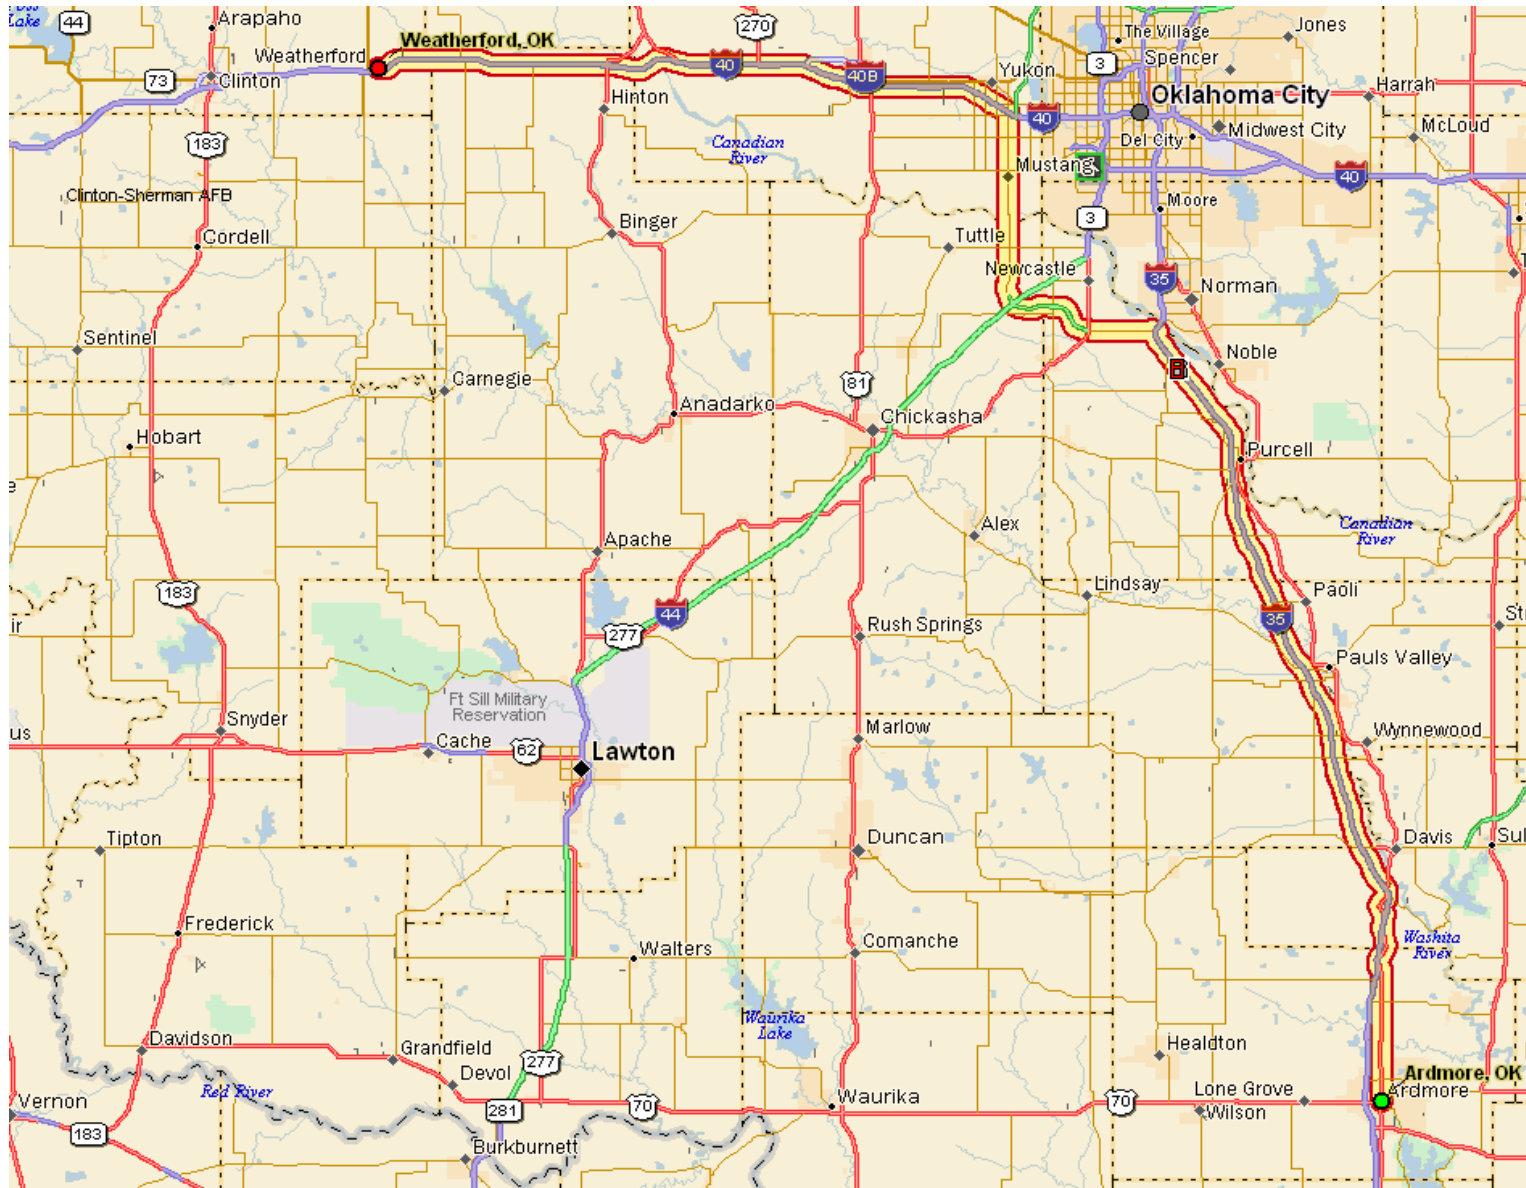 Lake
44
Arapaho
270
Jones
The Village
Weatherford
Weatherford, OK
3
Spencer
40
40B
Yukon
73
Clinton
Harrah
Hinton
Oklahoma City
40
183
Canadian
River
Del City
Midwest City
McLoud
Mustang
40
Clinton-Sherman AFB
Moore
Binger
3
Cordell
Tuttle
Newcastle
35
Norman
Sentinel
Noble
B
Carnegie
81
Anadarko
Chickasha
Hobart
Purcell
e
Alex
Canadian
River
Apache
Lindsay
Paoli
183
44
35
ir
277
Rush Springs
St
Pauls Valley
Ft Sill Military
Reservation
Snyder
Marlow
Wynnewood
us
Cache
62
Lawton
Tipton
Duncan
Davis
Sul
Frederick
Walters
Comanche
Washita
River
Waurika
Lake
Davidson
Grandfield
Healdton
277
Devol
Ardmore, OK
Red River
Lone Grove
Ardmore
Vernon
281
70
Waurika
70
Wilson
183
Burkburnett